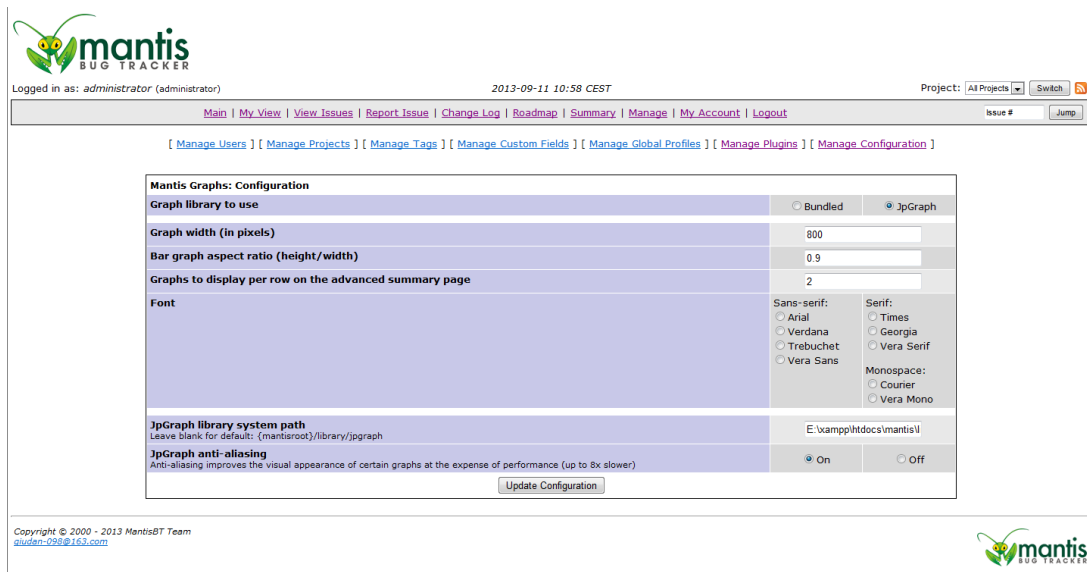 mantis
BUG TRACKER
Logged in as: administrator (administrator)
2013-09-11 10:58 CEST
Project: All Projects Switch
Main | My View | View Issues | Report Issue | Change Log | Roadmap | Summary | Manage | My Account | Logout
Issue # Jump
[ Manage Users ] [ Manage Projects ] [ Manage Tags ] [ Manage Custom Fields ] [ Manage Global Profiles ] [ Manage Plugins ] [ Manage Configuration ]
Mantis Graphs: Configuration
Graph library to use Bundled JpGraph
Graph width (in pixels) 800
Bar graph aspect ratio (height/width) 0.9
Graphs to display per row on the advanced summary page 2
Font
Sans-serif:
Arial
Verdana
Trebuchet
Vera Sans
Serif:
Times
Georgia
Vera Serif
Monospace:
Courier
Vera Mono
JpGraph library system path
Leave blank for default: {mantisroot}/library/jpgraph
E:\xampp\htdocs\mantis\l
JpGraph anti-aliasing
Anti-aliasing improves the visual appearance of certain graphs at the expense of performance (up to 8x slower)
On Off
Update Configuration
Copyright © 2000 - 2013 MantisBT Team
qiudan-098@163.com
mantis
BUG TRACKER